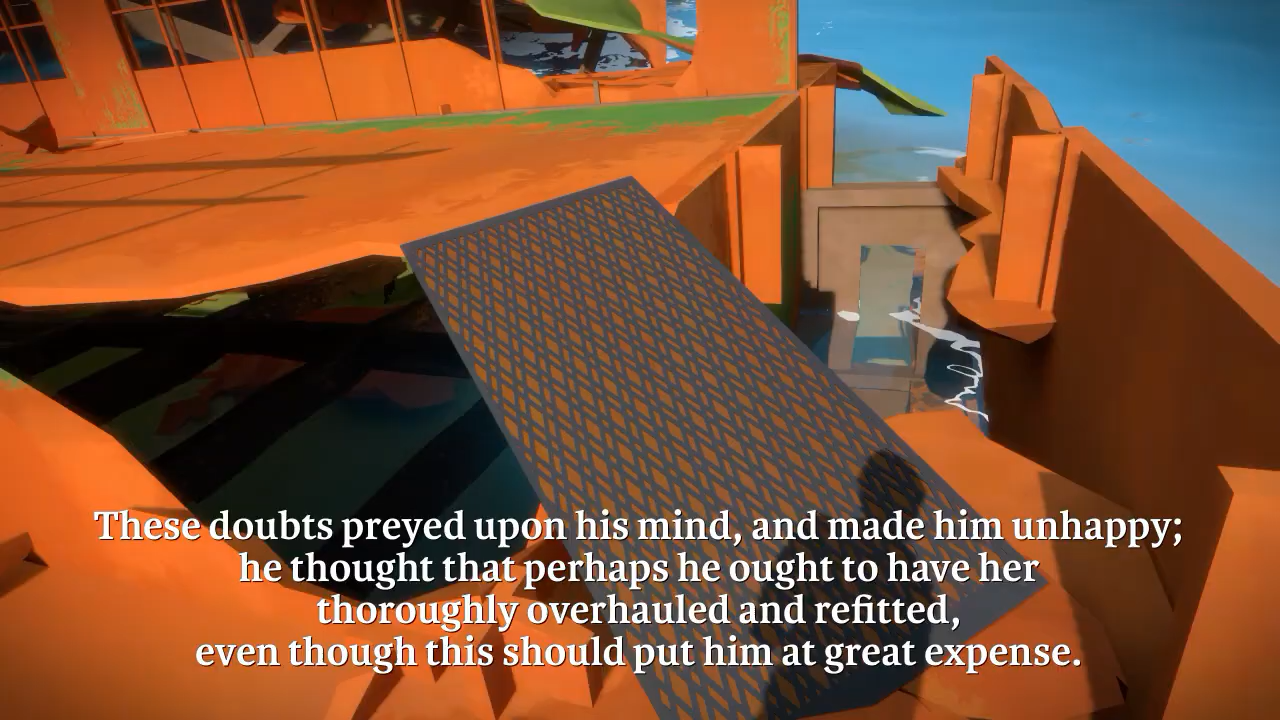 These doubts preyed upon his mind, and made him unhappy;
he thought that perhaps he ought to have her
thoroughly overhauled and refitted,
even though this should put him at great expense.